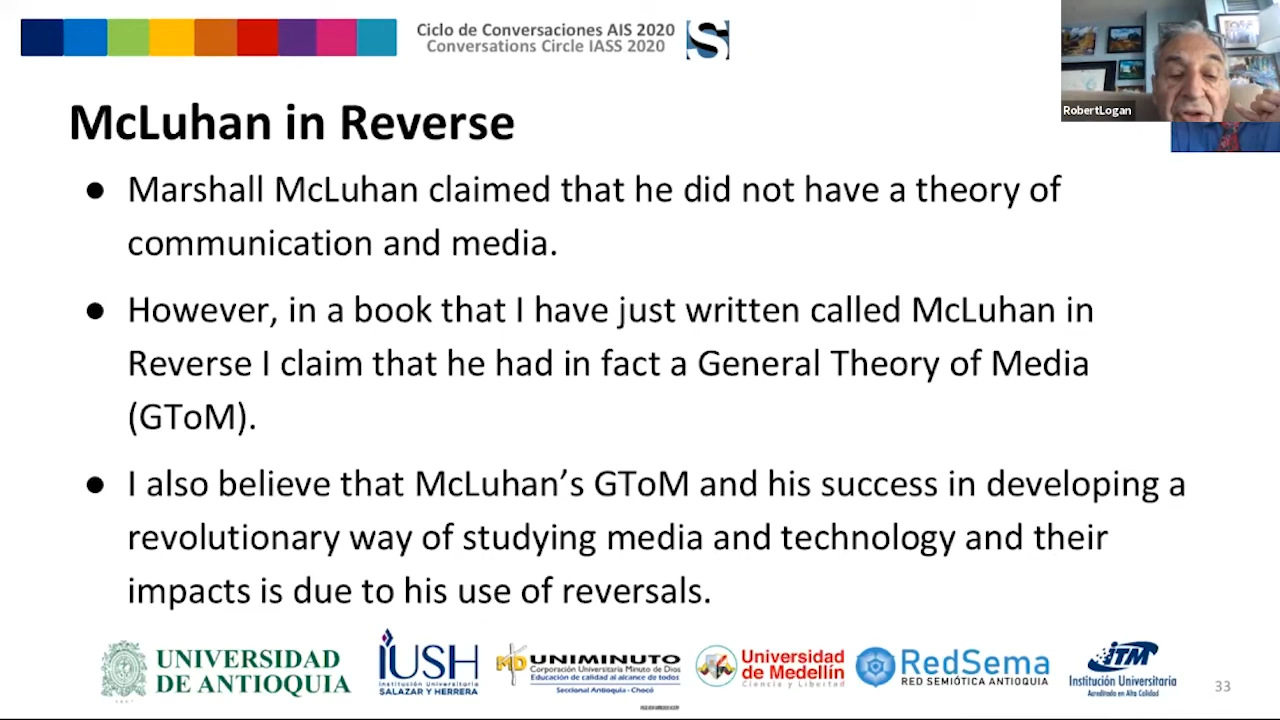 Ciclo de Conversaciones AIS 2020
Conversations Circle IASS 2020
S
RobertLogan
McLuhan in Reverse
● Marshall McLuhan claimed that he did not have a theory of
communication and media.
● However, in a book that I have just written called McLuhan in
Reverse I claim that he had in fact a General Theory of Media
(GToM).
● I also believe that McLuhan’s GToM and his success in developing a
revolutionary way of studying media and technology and their
impacts is due to his use of reversals.
UNIVERSIDAD
DE ANTIOQUIA
IUSH
Institución Universitaria
SALAZAR Y HERRERA
MD UNIMINUTO
Corporación Universitaria Minuto de Dios
Educación de calidad al alcance de todos
Seccional Antioquia - Chocó
Universidad
de Medellín
Ciencia y Libertad
RedSema
RED SEMIÓTICA ANTIOQUIA
iTM
Institución Universitaria
Acreditada en Alta Calidad
33